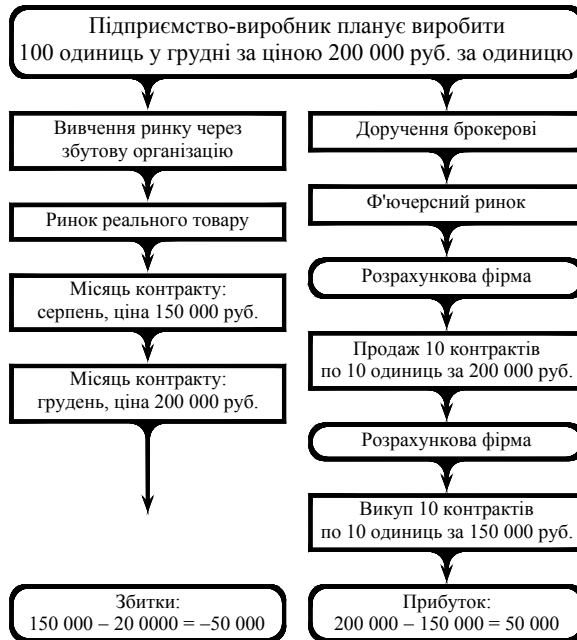 Підприємство-виробник планує виробити
100 одиниць у грудні за ціною 200 000 руб. за одиницю
Вивчення ринку через
збутову організацію
Ринок реального товару
Місяць контракту:
серпень, ціна 150 000 руб.
Місяць контракту:
грудень, ціна 200 000 руб.
Збитки:
150 000 – 20 0000 = –50 000
Доручення брокерові
Ф'ючерсний ринок
Розрахункова фірма
Продаж 10 контрактів
по 10 одиниць за 200 000 руб.
Розрахункова фірма
Викуп 10 контрактів
по 10 одиниць за 150 000 руб.
Прибуток:
200 000 – 150 000 = 50 000